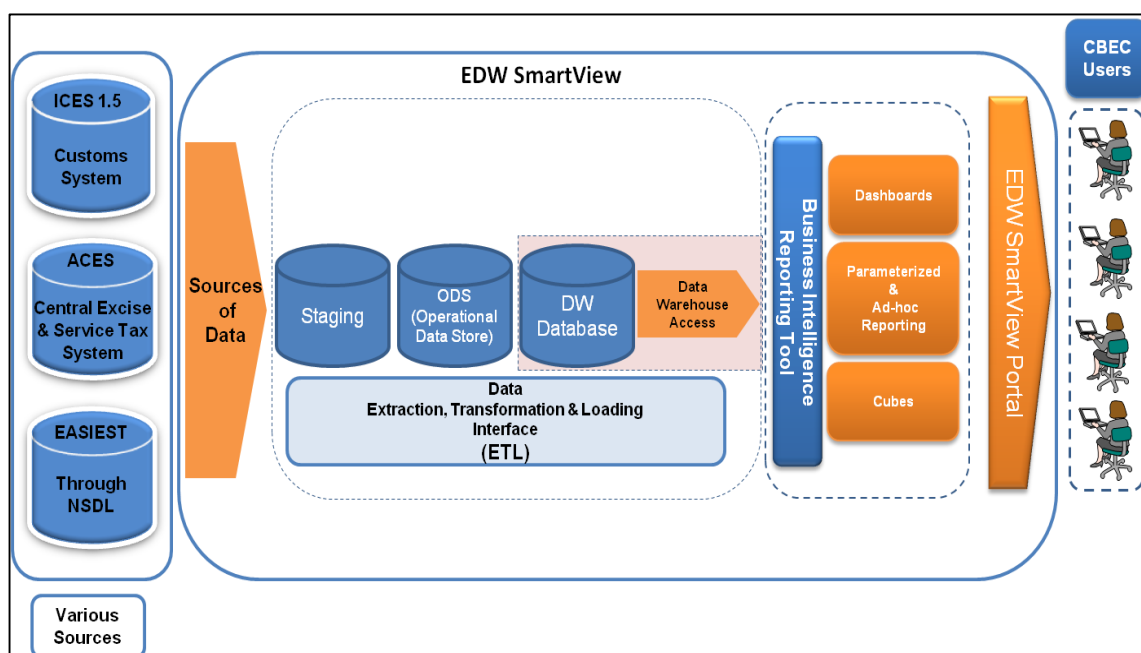 ICES 1.5
Customs
System
ACES
Central Excise
& Service Tax
System
EASIEST
Through
NSDL
Various
Sources
EDW SmartView
Sources
of
Data
Staging
ODS
(Operational
Data Store)
DW
Database
Data
Warehouse
Access
Data
Extraction, Transformation & Loading
Interface
(ETL)
Business Intelligence
Reporting Tool
Dashboards
Parameterized
&
Ad-hoc
Reporting
Cubes
EDW SmartView Portal
CBEC
Users